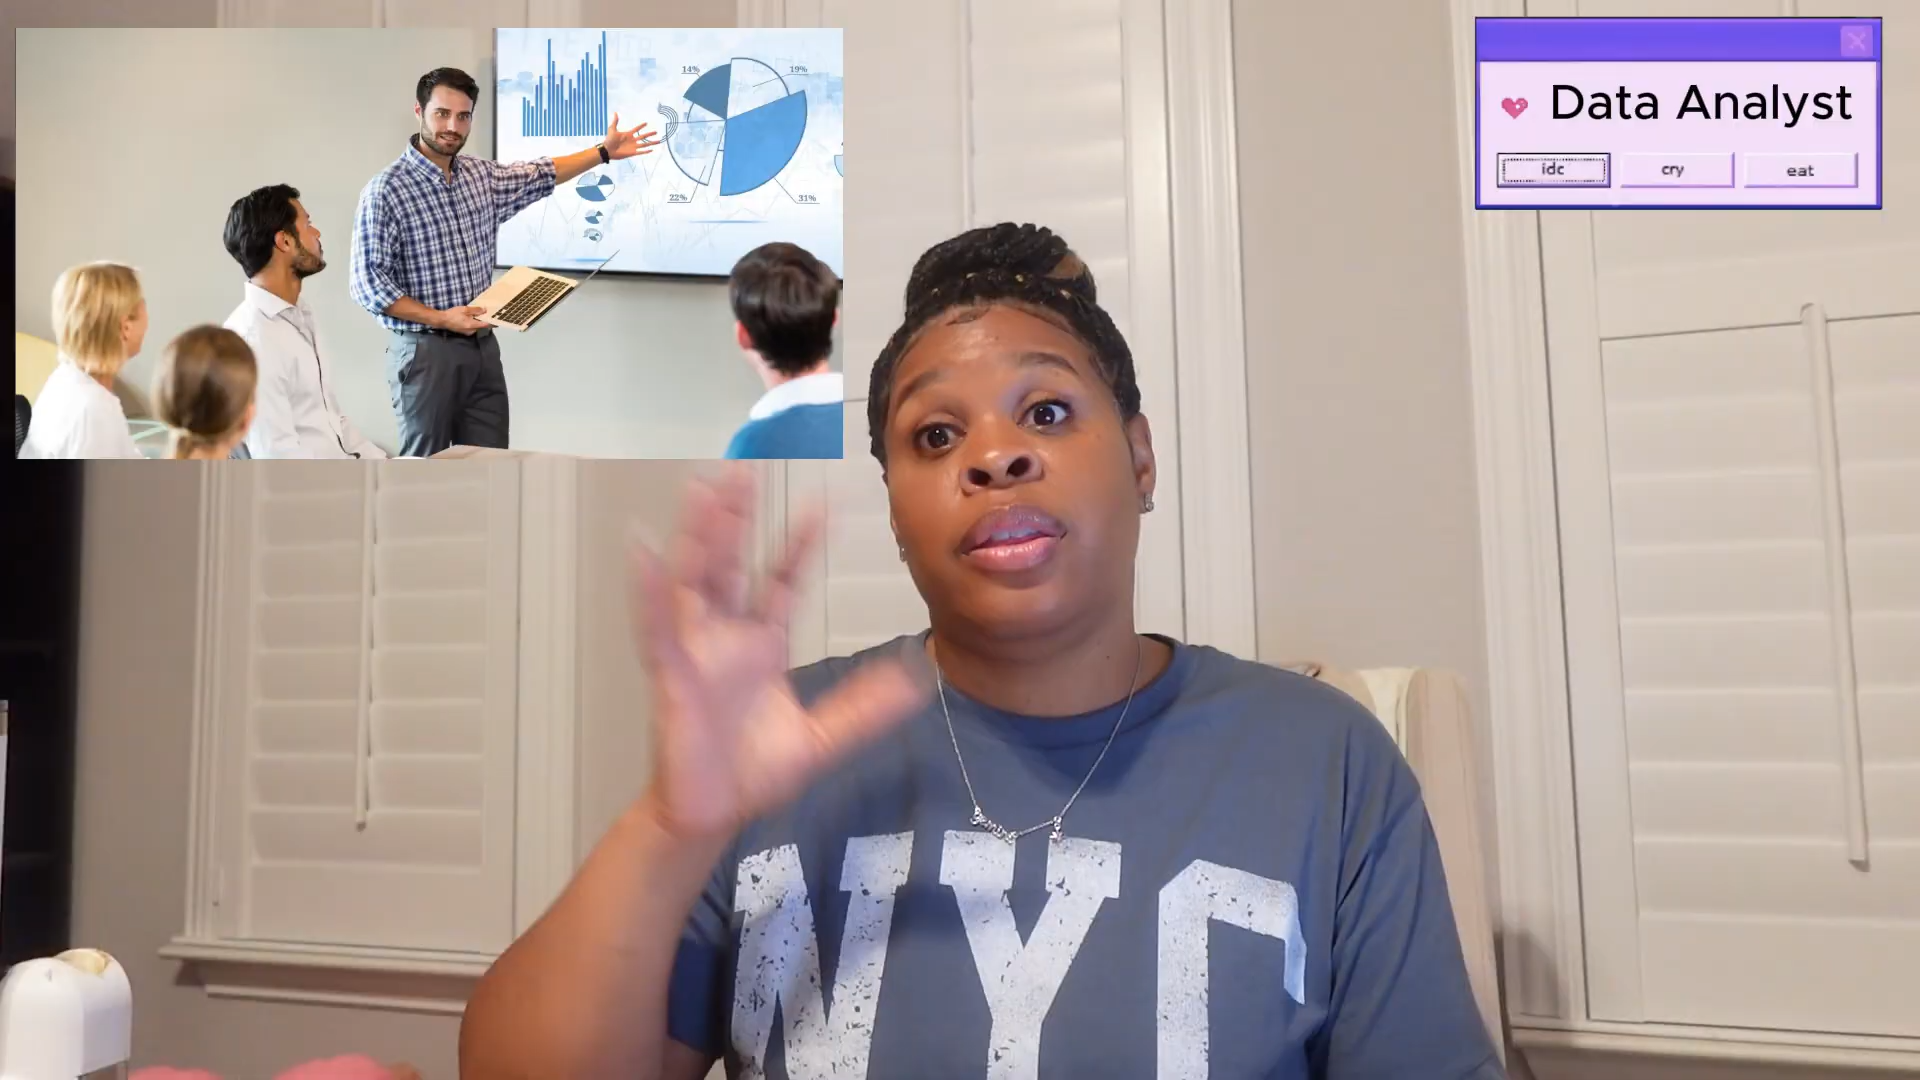 14%
19%
22%
31%
Data Analyst
idc
cry
eat
NYC